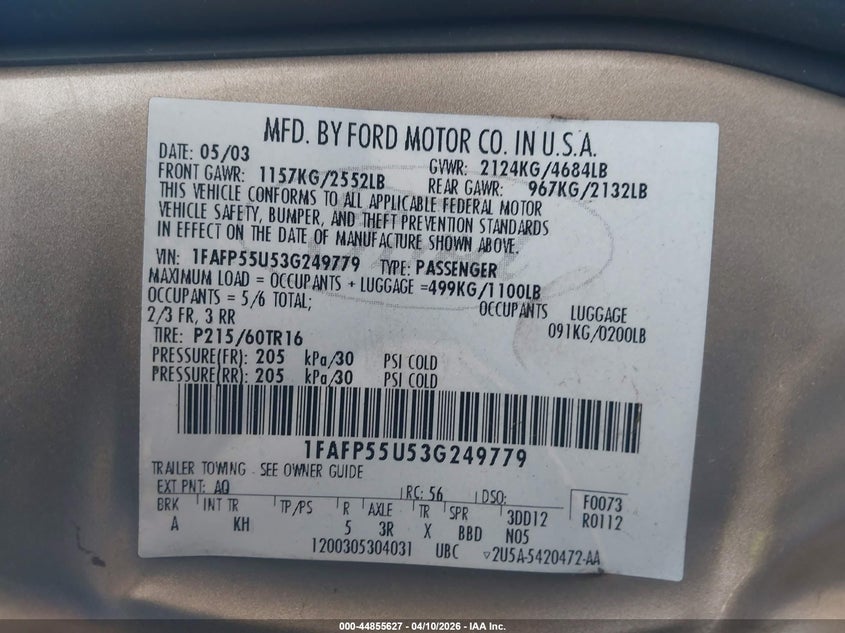 MFD. BY FORD MOTOR CO. IN U.S.A.
DATE: 05/03 GVWR: 2124KG/4684LB
FRONT GAWR: 1157KG/2552LB REAR GAWR: 967KG/2132LB
THIS VEHICLE CONFORMS TO ALL APPLICABLE FEDERAL MOTOR
VEHICLE SAFETY, BUMPER, AND THEFT PREVENTION STANDARDS
IN EFFECT ON THE DATE OF MANUFACTURE SHOWN ABOVE.
VIN: 1FAFP55U53G249779 TYPE: PASSENGER
MAXIMUM LOAD = OCCUPANTS + LUGGAGE =499KG/1100LB
OCCUPANTS = 5/6 TOTAL; OCCUPANTS LUGGAGE
2/3 FR, 3 RR 091KG/0200LB
TIRE: P215/60TR16
PRESSURE(FR): 205 kPa/30 PSI COLD
PRESSURE(RR): 205 kPa/30 PSI COLD
1FAFP55U53G249779
TRAILER TOWING - SEE OWNER GUIDE
EXT PNT: AQ RC: 56 DSO: F0073
BRK INT TR TP/PS R AXLE TR SPR 3DD12 R0112
A KH 5 3R X BBD N05
1200305304031 UBC ▽2U5A-5420472-AA
000-44855627 - 04/10/2026 - IAA Inc.